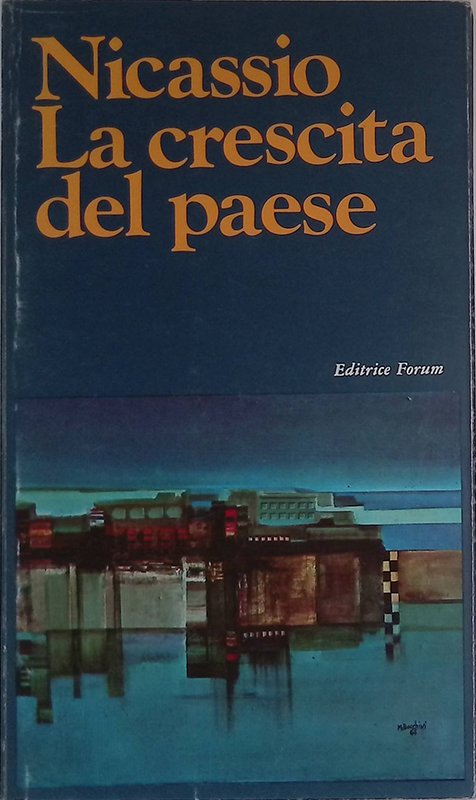 Nicassio
La crescita
del paese
Editrice Forum